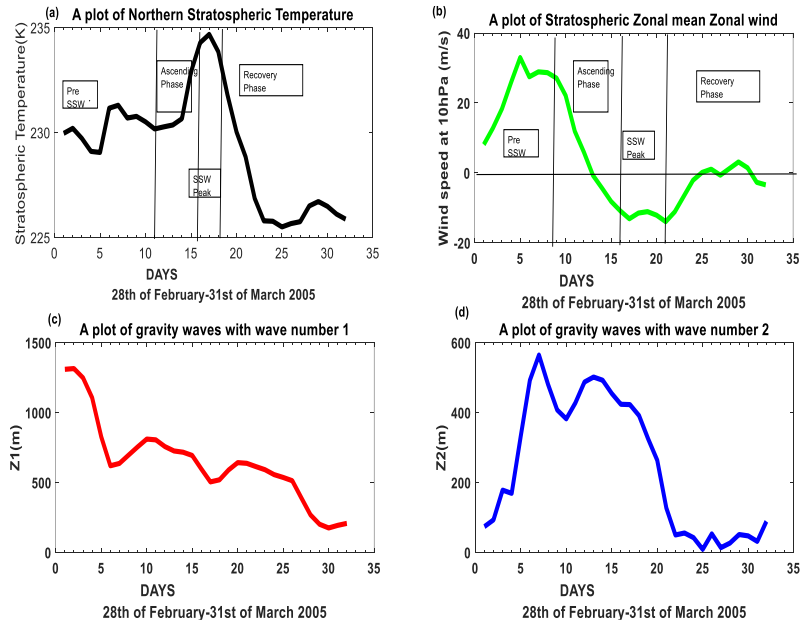 (a)
A plot of Northern Stratospheric Temperature
Stratospheric Temperature(K)
235
230
225
Pre
SSW
Ascending
Phase
SSW
Peak
Recovery
Phase
0 5 10 15 20 25 30 35
DAYS
28th of February-31st of March 2005
(b)
A plot of Stratospheric Zonal mean Zonal wind
Wind speed at 10hPa (m/s)
40
20
0
-20
Pre
SSW
Ascending
Phase
SSW
Peak
Recovery
Phase
0 5 10 15 20 25 30 35
DAYS
28th of February-31st of March 2005
(c)
A plot of gravity waves with wave number 1
Z1(m)
1500
1000
500
0
0 5 10 15 20 25 30 35
DAYS
28th of February-31st of March 2005
(d)
A plot of gravity waves with wave number 2
Z2(m)
600
400
200
0
0 5 10 15 20 25 30 35
DAYS
28th of February-31st of March 2005